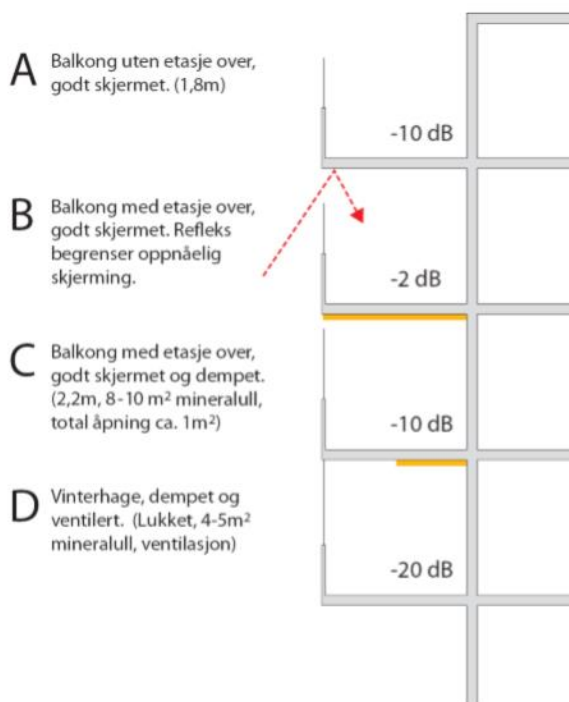 A
Balkong uten etasje over,
godt skjermet. (1,8m)
-10 dB
B
Balkong med etasje over,
godt skjermet. Refleks
begrenser oppnåelig
skjerming.
-2 dB
C
Balkong med etasje over,
godt skjermet og dempet.
(2,2m, 8-10 m² mineralull,
total åpning ca. 1m²)
-10 dB
D
Vinterhage, dempet og
ventilert. (Lukket, 4-5m²
mineralull, ventilasjon)
-20 dB